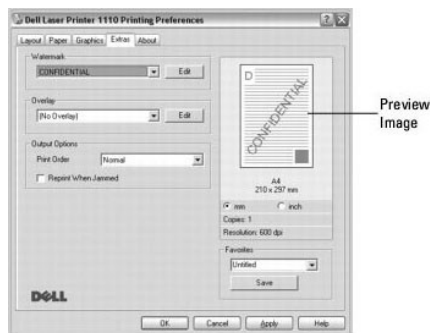 Dell Laser Printer 1110 Printing Preferences
Layout Paper Graphics Extras About
Watermark
CONFIDENTIAL
Edit
Overlay
(No Overlay)
Edit
Output Options
Print Order
Normal
Reprint When Jammed
D
CONFIDENTIAL
Preview
Image
A4
210 x 297 mm
mm
inch
Copies: 1
Resolution: 600 dpi
Favorites
Untitled
Save
DELL
OK Cancel Apply Help